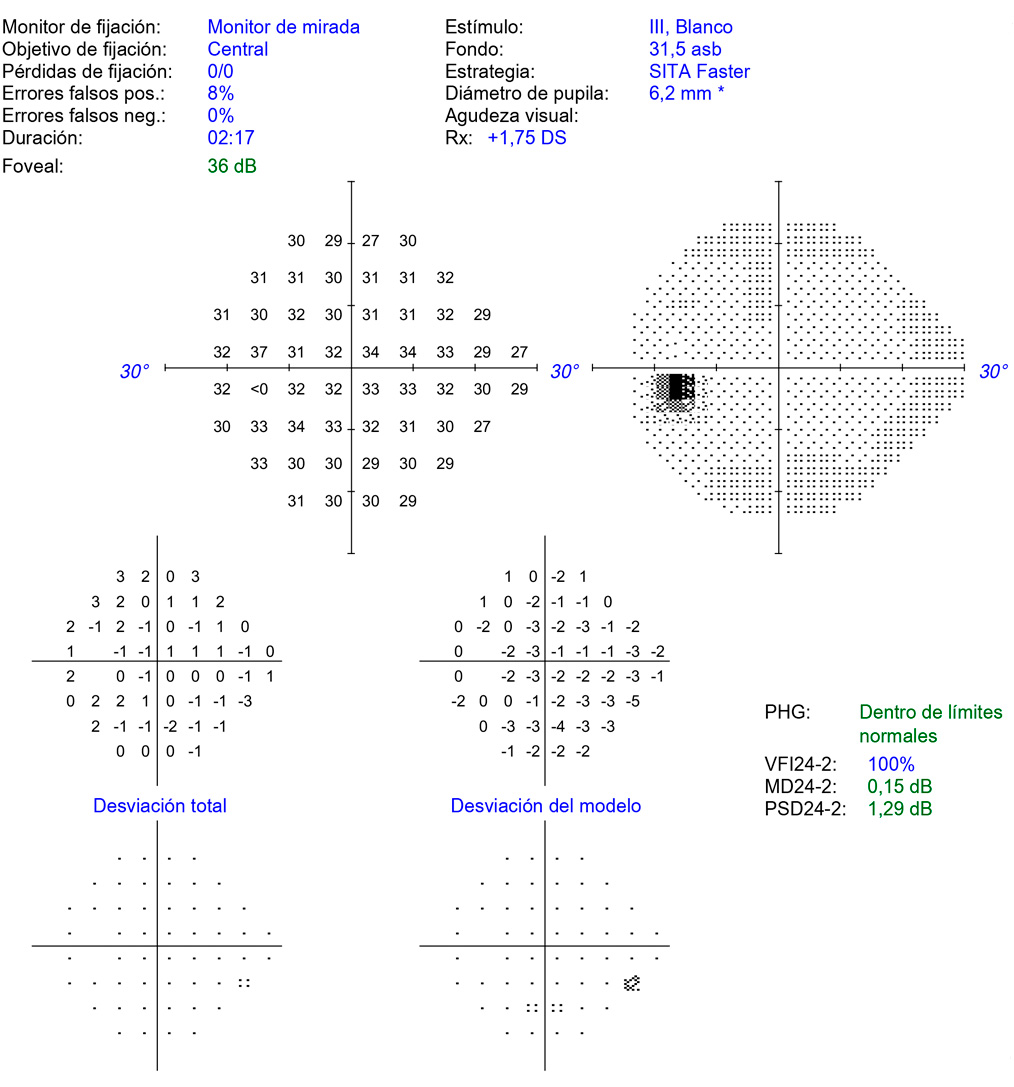 Monitor de fijación: Monitor de mirada Estímulo: III, Blanco
Objetivo de fijación: Central Fondo: 31,5 asb
Pérdidas de fijación: 0/0 Estrategia: SITA Faster
Errores falsos pos.: 8% Diámetro de pupila: 6,2 mm *
Errores falsos neg.: 0% Agudeza visual:
Duración: 02:17 Rx: +1,75 DS
Foveal: 36 dB
30 29 27 30
31 31 30 31 31 32
31 30 32 30 31 31 32 29
32 37 31 32 34 34 33 29 27
30° 30° 30°
32 <0 32 32 33 33 32 30 29
30 33 34 33 32 31 30 27
33 30 30 29 30 29
31 30 30 29
3 2 0 3 1 0 -2 1
3 2 0 1 1 2 1 0 -2 -1 -1 0
2 -1 2 -1 0 -1 1 0 0 -2 0 -3 -2 -3 -1 -2
1 -1 -1 1 1 1 -1 0 0 -2 -3 -1 -1 -1 -3 -2
2 0 -1 0 0 0 -1 1 0 -2 -3 -2 -2 -2 -3 -1
0 2 2 1 0 -1 -1 -3 -2 0 0 -1 -2 -3 -3 -5
2 -1 -1 -2 -1 -1 0 -3 -3 -4 -3 -3
0 0 0 -1 -1 -2 -2 -2
PHG: Dentro de límites
normales
VFI24-2: 100%
MD24-2: 0,15 dB
PSD24-2: 1,29 dB
Desviación total Desviación del modelo